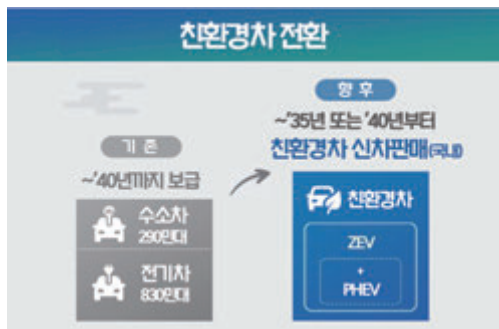 친환경차 전환
기 존
~'40년까지 보급
수소차
290만대
전기차
830만대
향 후
~'35년 또는 '40년부터
친환경차 신차판매(국내)
친환경차
ZEV
+
PHEV